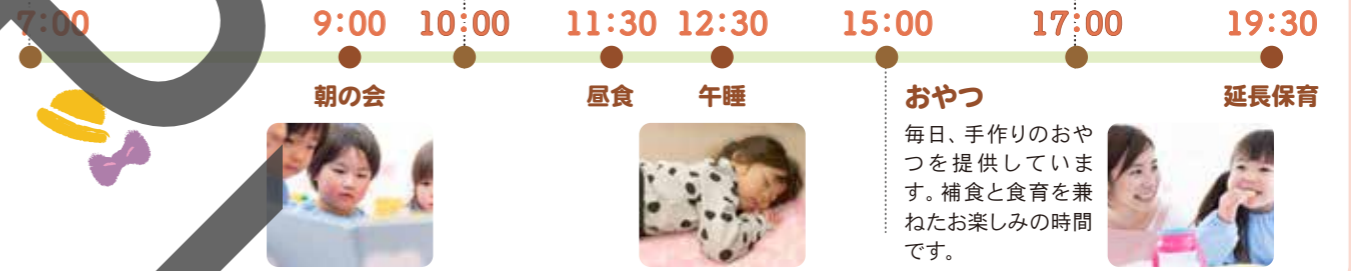 7:00 9:00 10:00 11:30 12:30 15:00 17:00 19:30
朝の会 昼食 午睡 おやつ 延長保育
毎日、手作りのおや
つを提供していま
す。補食と食育を兼
ねたお楽しみの時間
です。